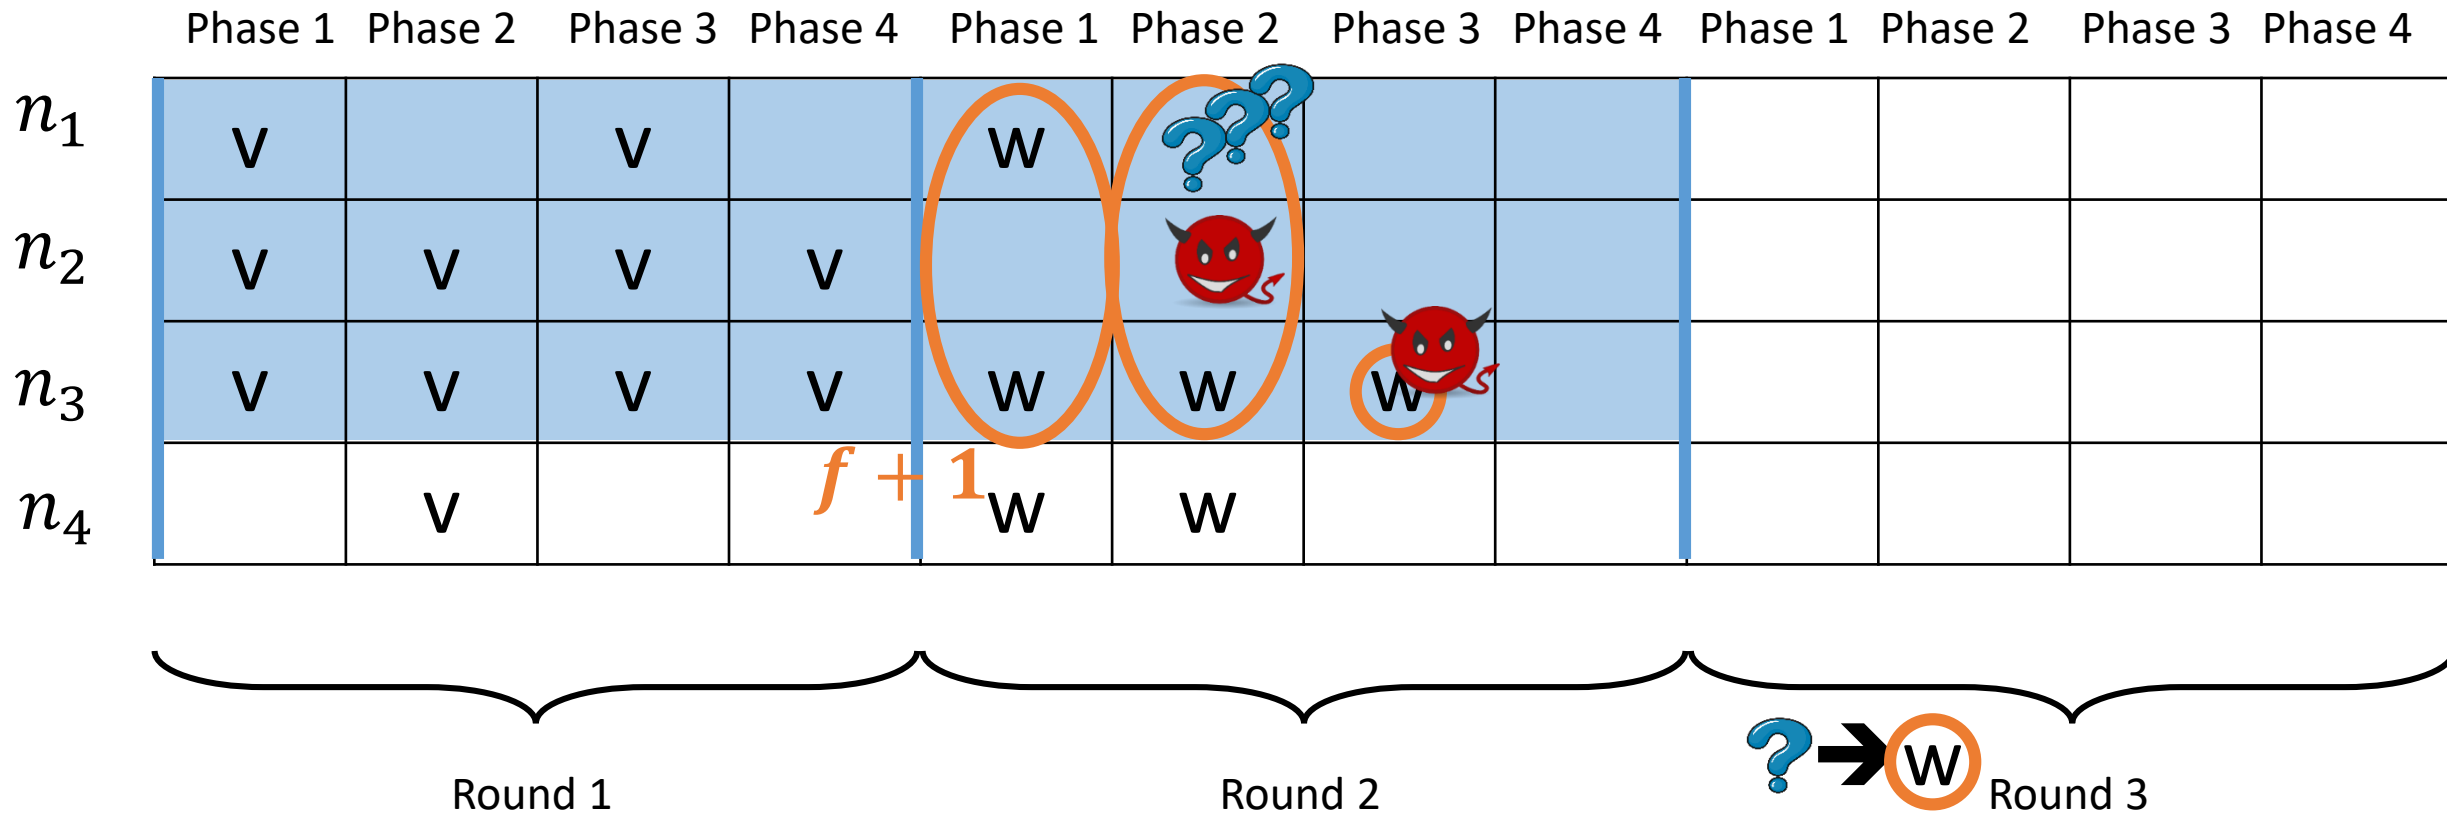 Phase 1 Phase 2 Phase 3 Phase 4 Phase 1 Phase 2 Phase 3 Phase 4 Phase 1 Phase 2 Phase 3 Phase 4
n₁ v v w
n₂ v v v v
n₃ v v v v w w w
f + 1
n₄ v w w
w
Round 1 Round 2 Round 3